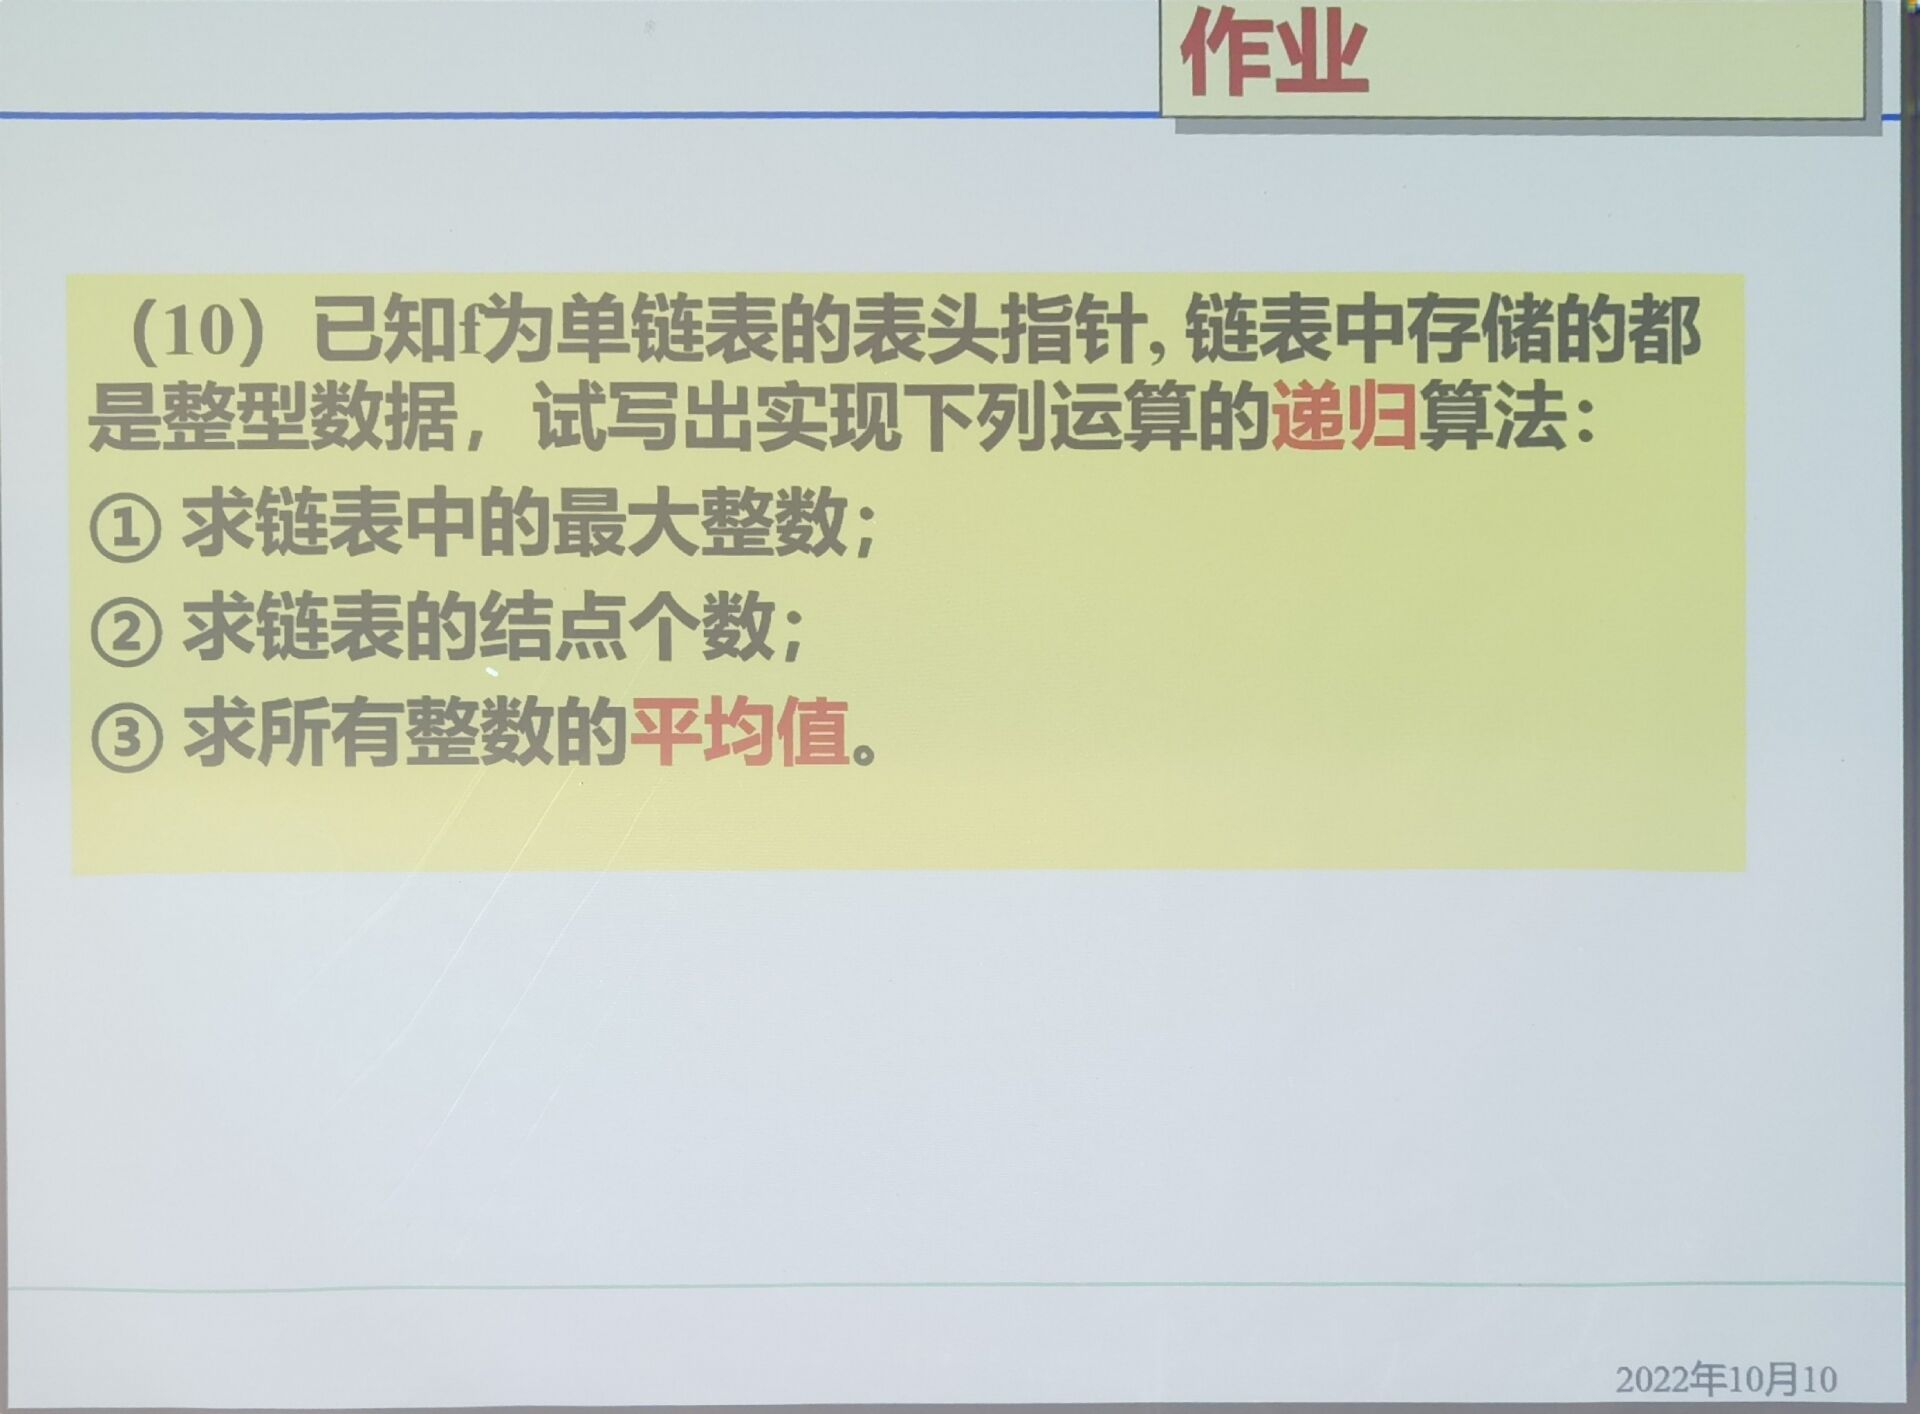 作业
（10）已知f为单链表的表头指针, 链表中存储的都
是整型数据，试写出实现下列运算的递归算法：
① 求链表中的最大整数；
② 求链表的结点个数；
③ 求所有整数的平均值。
2022年10月10